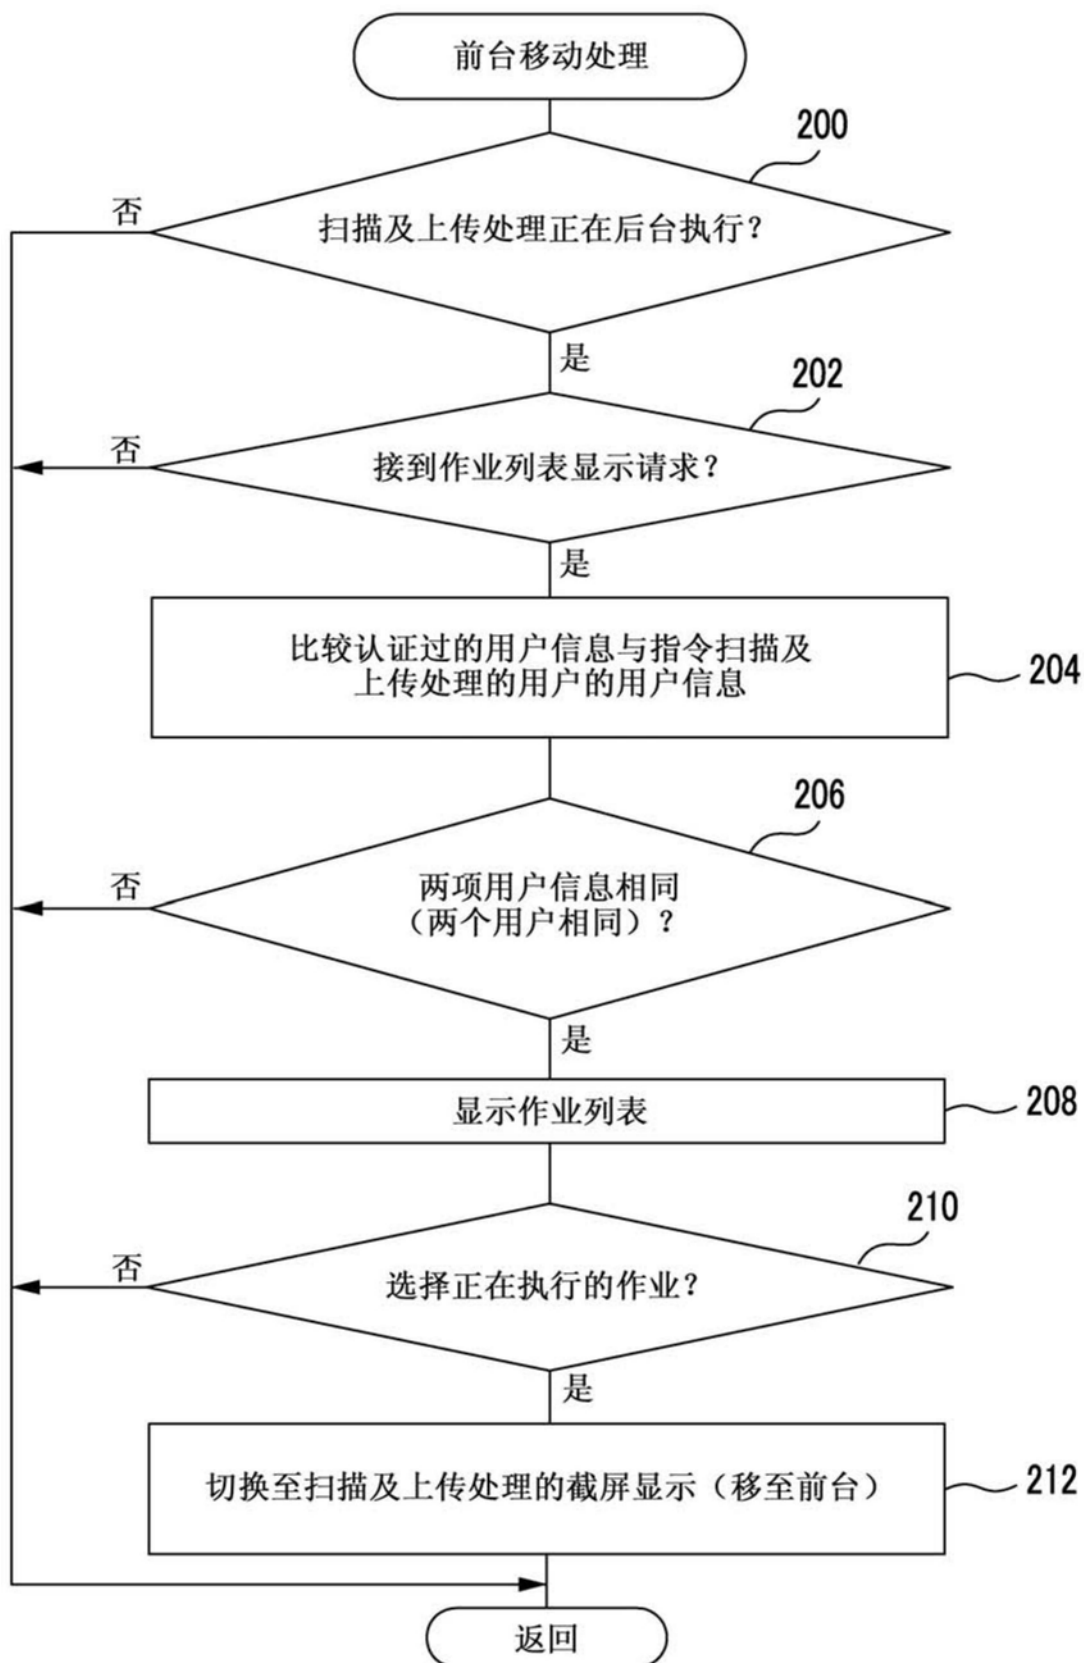 前台移动处理
200
扫描及上传处理正在后台执行？
否
是
202
接到作业列表显示请求？
否
是
比较认证过的用户信息与指令扫描及
上传处理的用户的用户信息
204
206
两项用户信息相同
（两个用户相同）？
否
是
显示作业列表
208
210
选择正在执行的作业？
否
是
切换至扫描及上传处理的截屏显示（移至前台）
212
返回